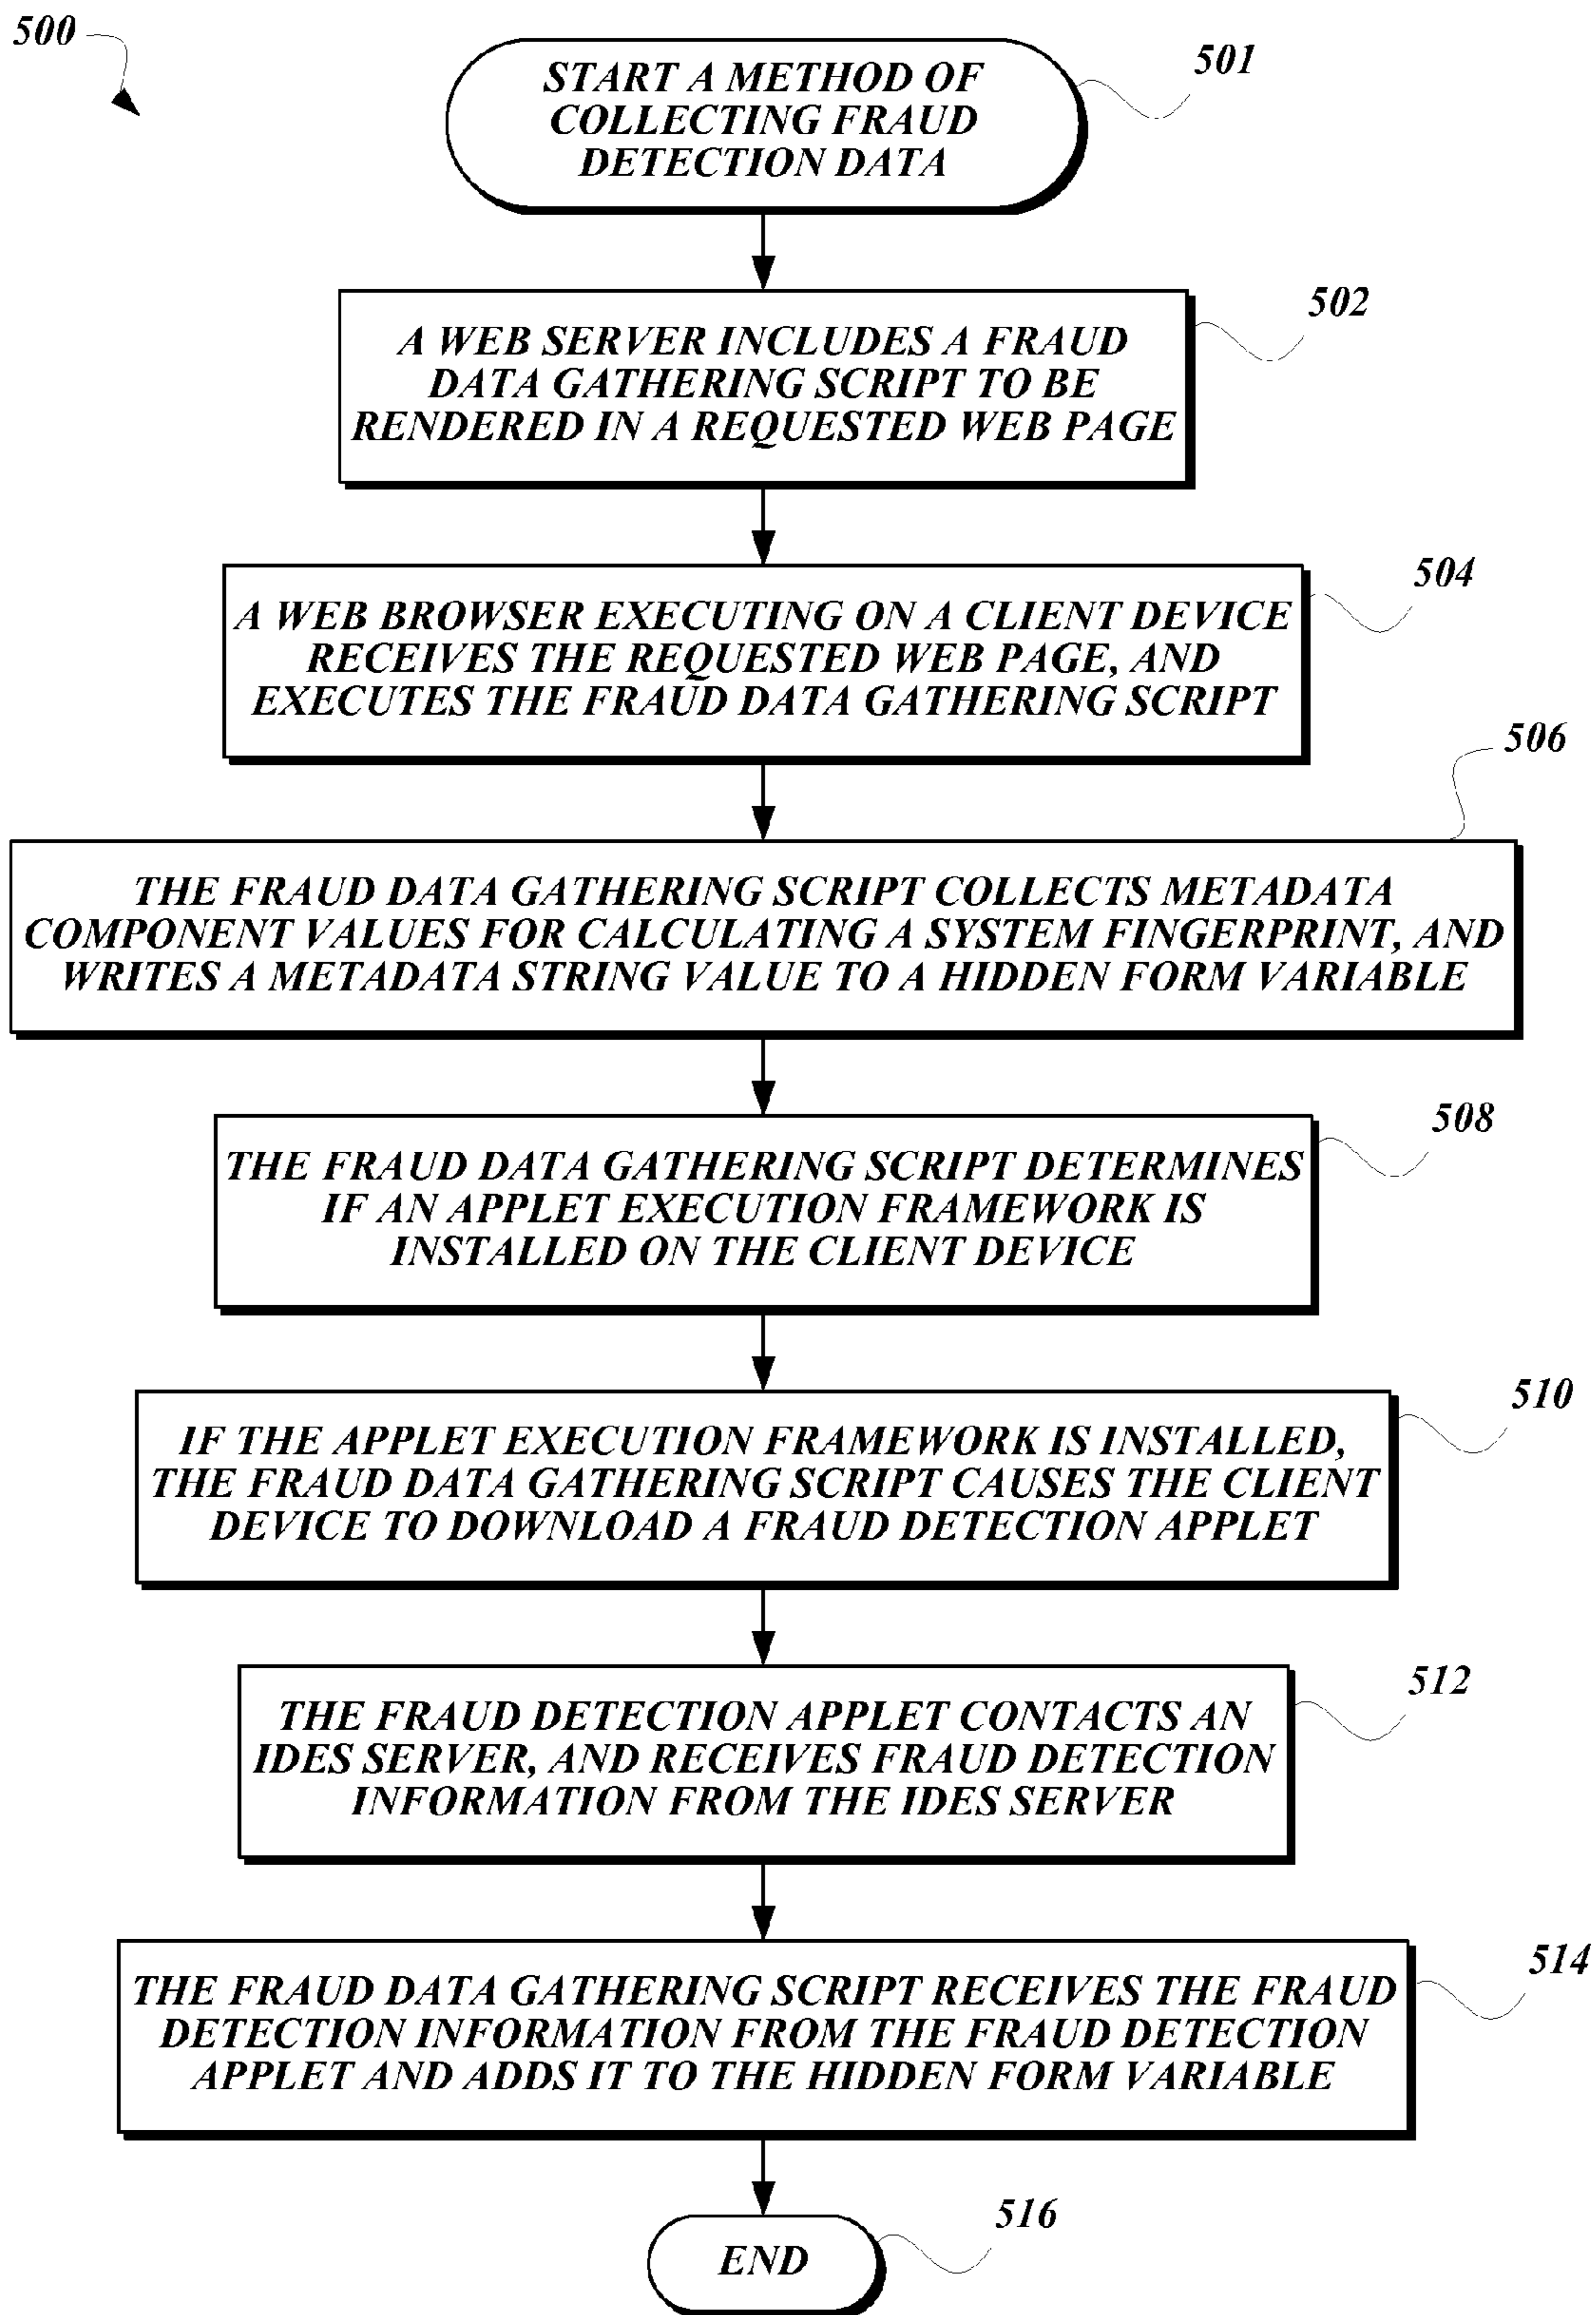 500
START A METHOD OF
COLLECTING FRAUD
DETECTION DATA
501
A WEB SERVER INCLUDES A FRAUD
DATA GATHERING SCRIPT TO BE
RENDERED IN A REQUESTED WEB PAGE
502
A WEB BROWSER EXECUTING ON A CLIENT DEVICE
RECEIVES THE REQUESTED WEB PAGE, AND
EXECUTES THE FRAUD DATA GATHERING SCRIPT
504
THE FRAUD DATA GATHERING SCRIPT COLLECTS METADATA
COMPONENT VALUES FOR CALCULATING A SYSTEM FINGERPRINT, AND
WRITES A METADATA STRING VALUE TO A HIDDEN FORM VARIABLE
506
THE FRAUD DATA GATHERING SCRIPT DETERMINES
IF AN APPLET EXECUTION FRAMEWORK IS
INSTALLED ON THE CLIENT DEVICE
508
IF THE APPLET EXECUTION FRAMEWORK IS INSTALLED,
THE FRAUD DATA GATHERING SCRIPT CAUSES THE CLIENT
DEVICE TO DOWNLOAD A FRAUD DETECTION APPLET
510
THE FRAUD DETECTION APPLET CONTACTS AN
IDES SERVER, AND RECEIVES FRAUD DETECTION
INFORMATION FROM THE IDES SERVER
512
THE FRAUD DATA GATHERING SCRIPT RECEIVES THE FRAUD
DETECTION INFORMATION FROM THE FRAUD DETECTION
APPLET AND ADDS IT TO THE HIDDEN FORM VARIABLE
514
END
516